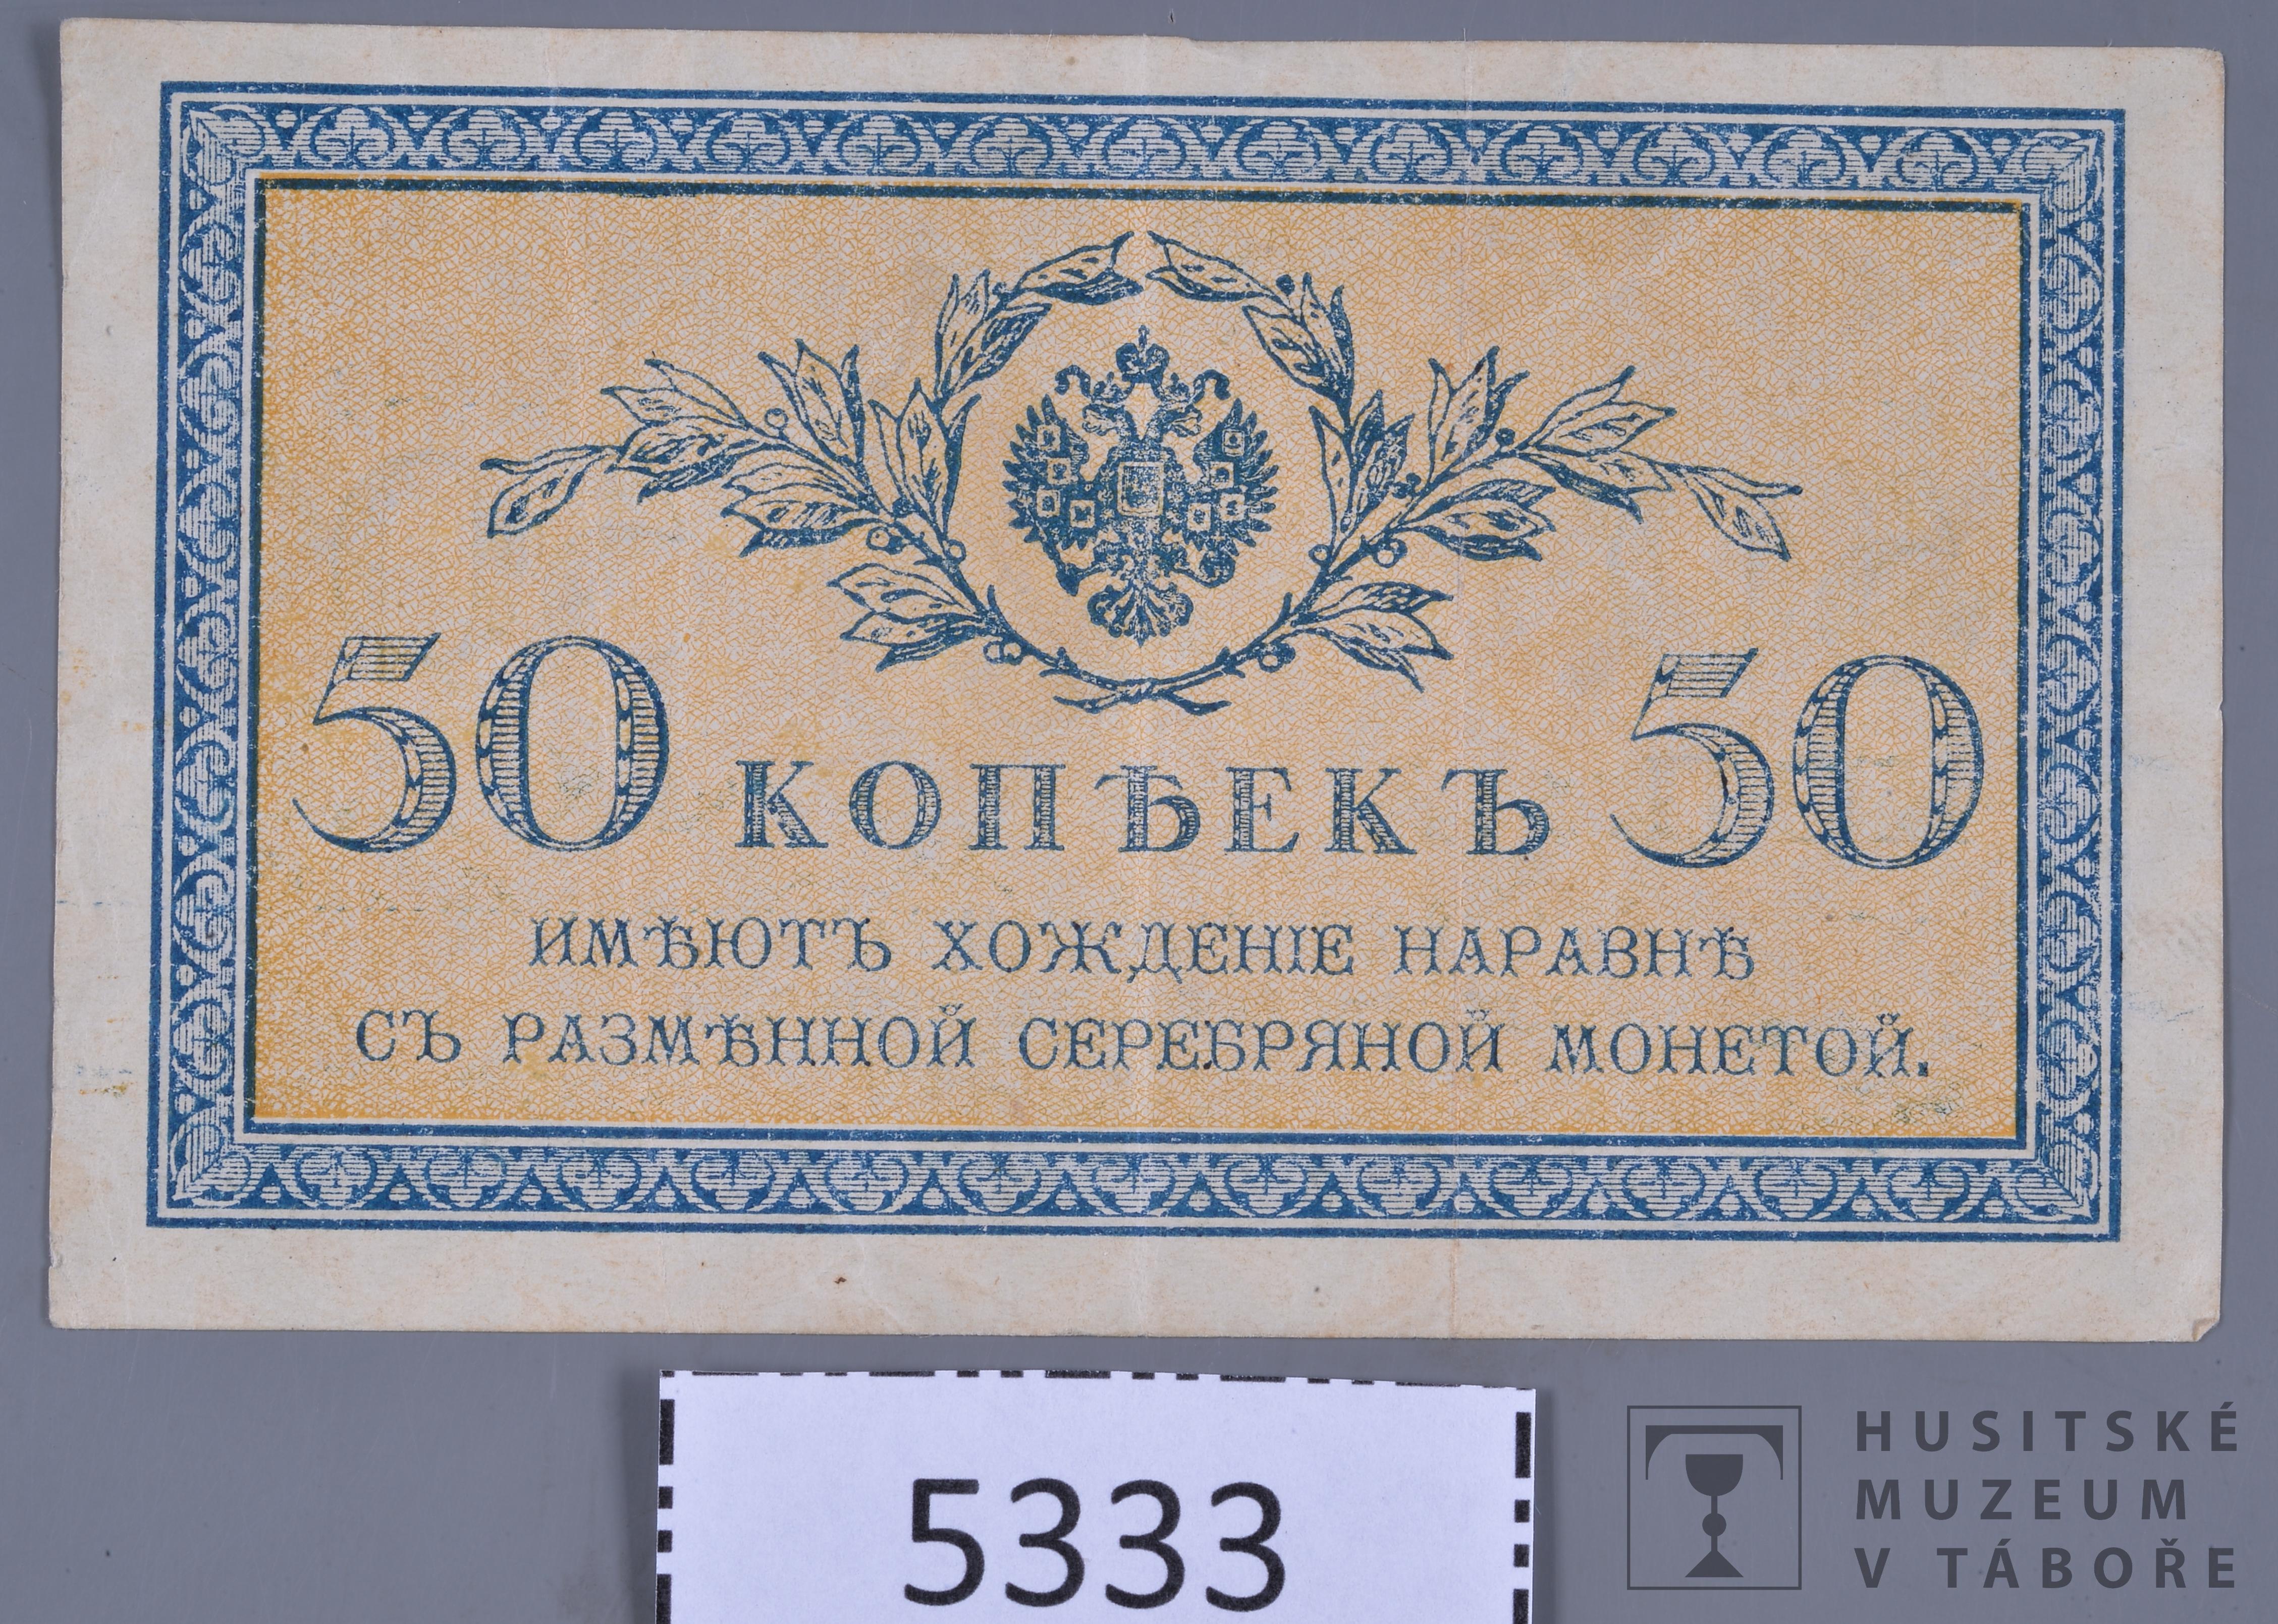 50 КОПѢЕКЪ 50
ИМѢЮТЪ ХОЖДЕНІЕ НАРАВНѢ
СЪ РАЗМѢННОЙ СЕРЕБРЯНОЙ МОНЕТОЙ.
5333
HUSITSKÉ
MUZEUM
V TÁBOŘE